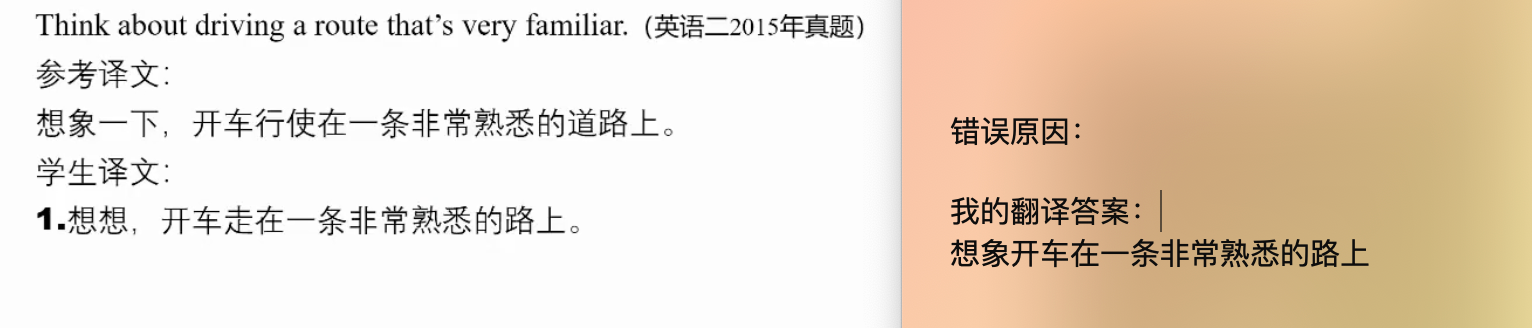 Think about driving a route that’s very familiar.（英语二2015年真题）
参考译文：
想象一下，开车行使在一条非常熟悉的道路上。
学生译文：
1.想想，开车走在一条非常熟悉的路上。
错误原因：
我的翻译答案：
想象开车在一条非常熟悉的路上